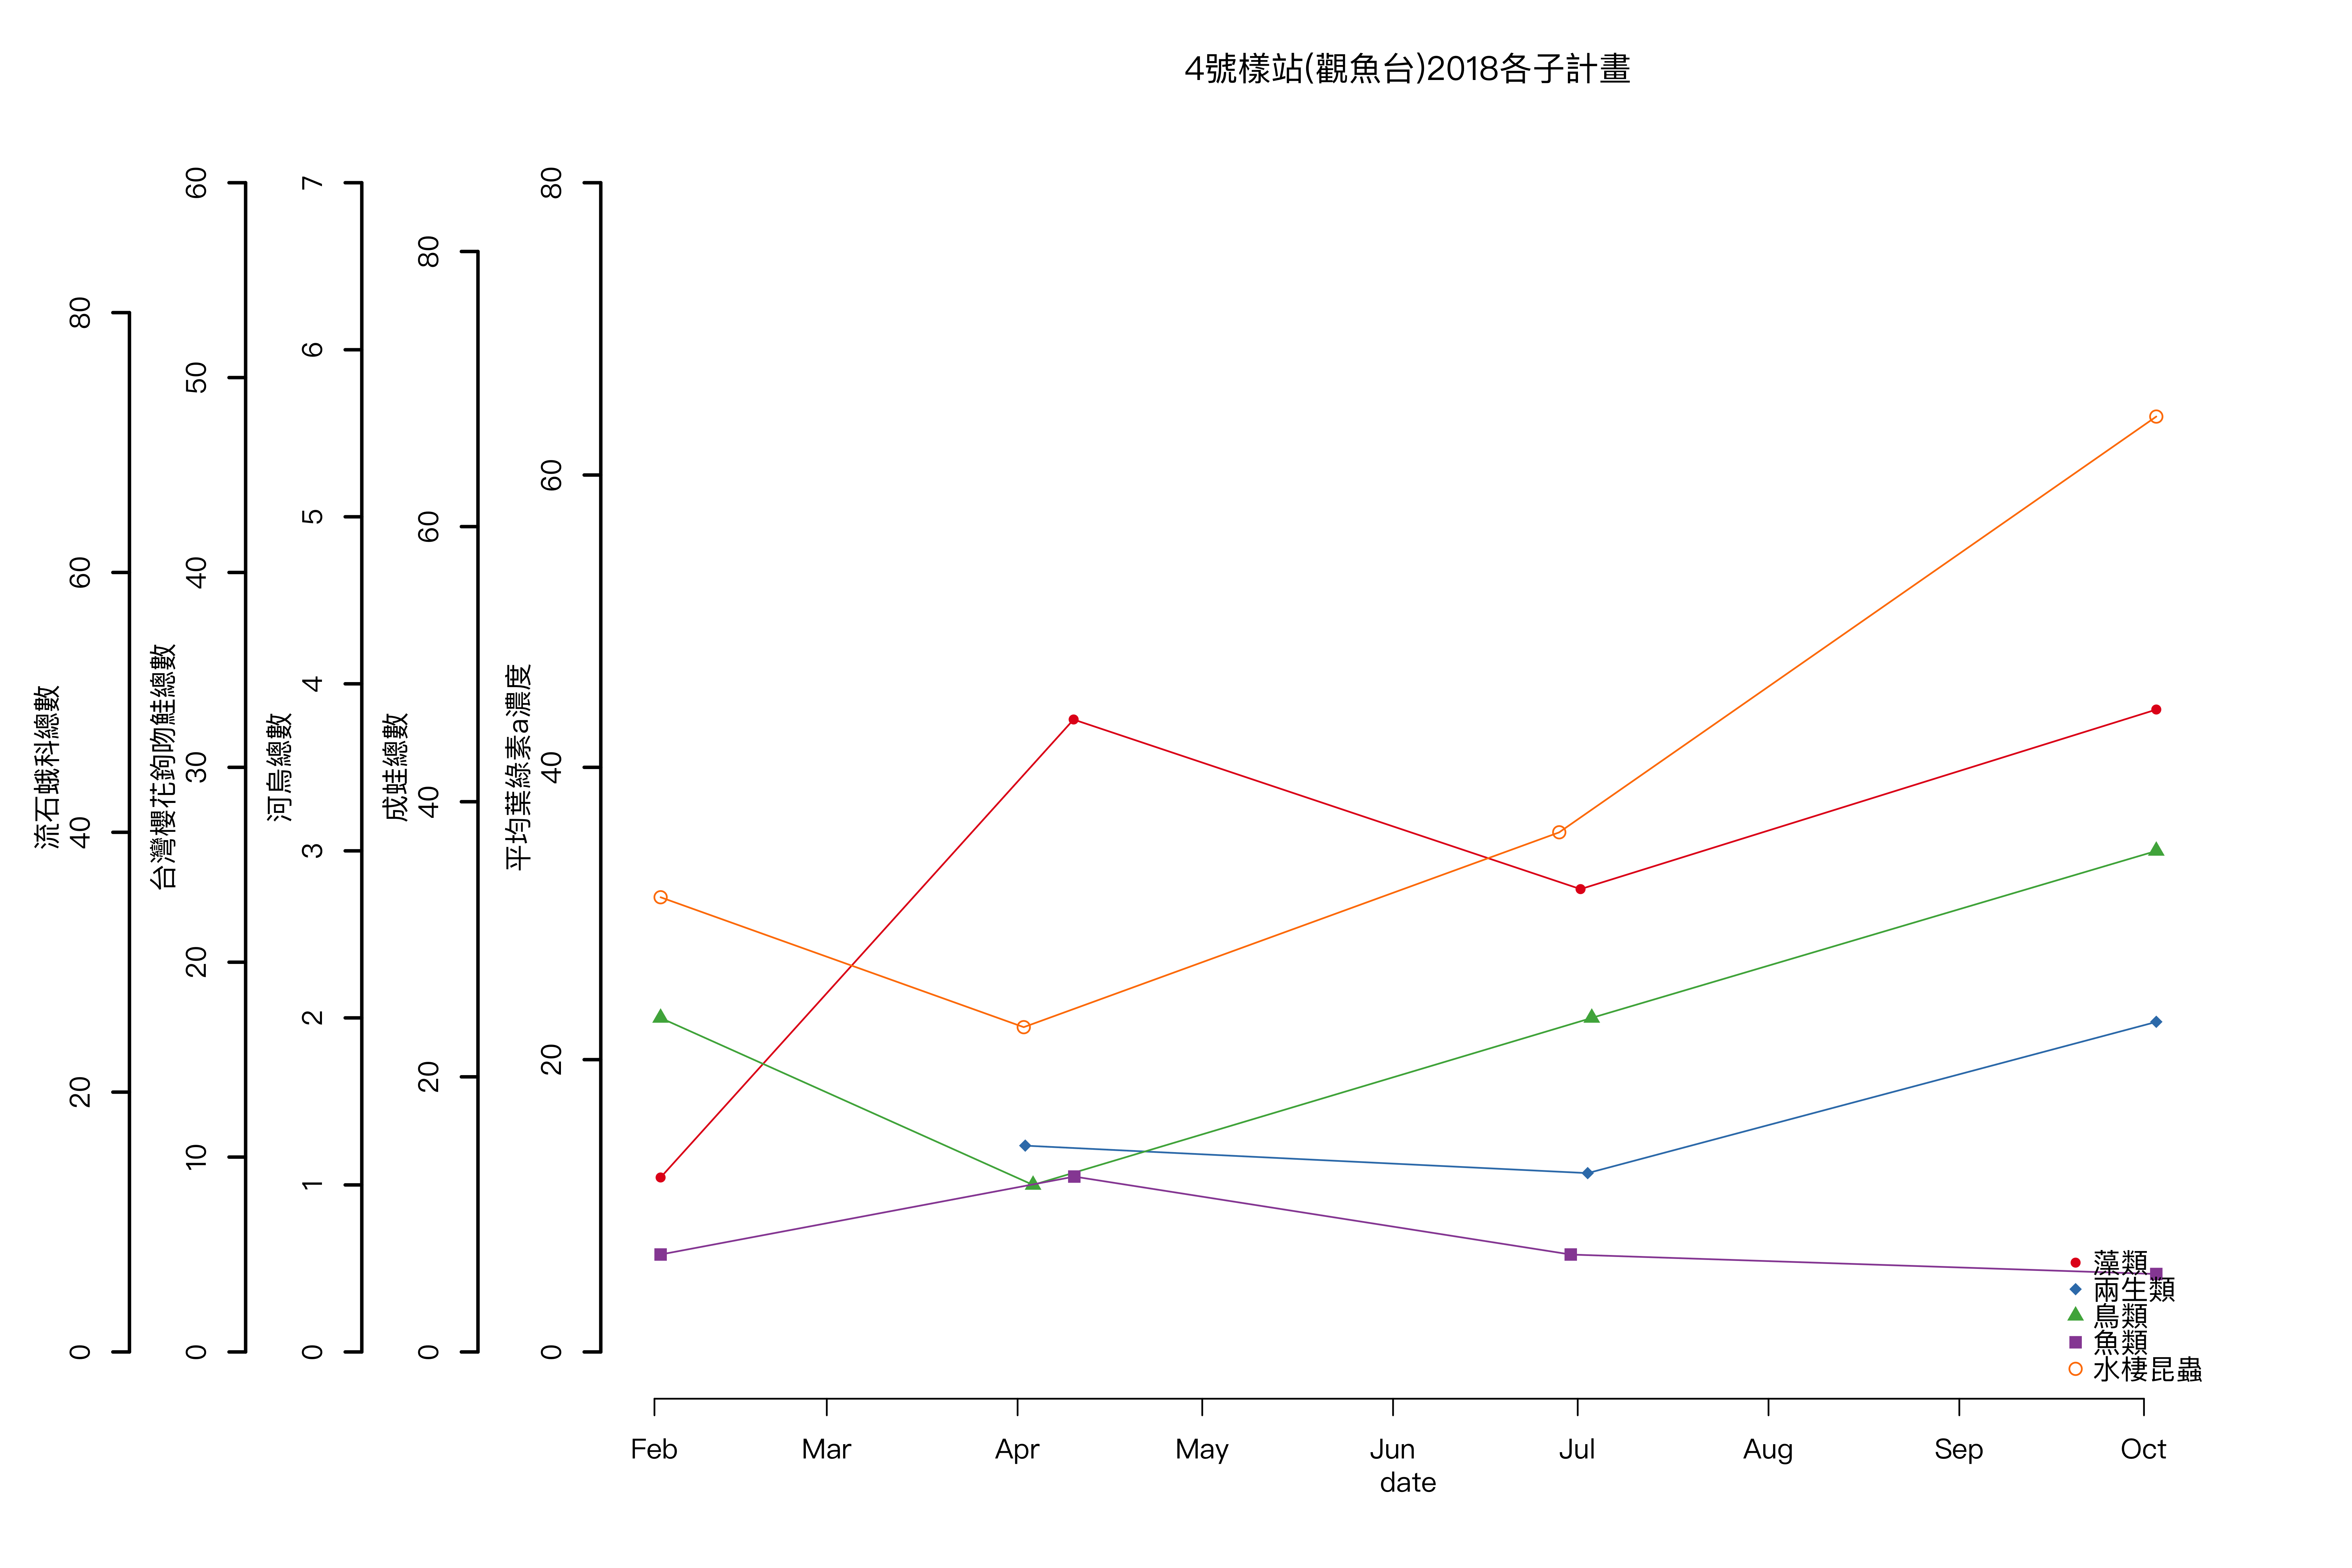 4號樣站(觀魚台)2018各子計畫
流石蛾科總數
0 20 40 60 80
台灣櫻花鉤吻鮭總數
0 10 20 30 40 50 60
河烏總數
0 1 2 3 4 5 6 7
成蛙總數
0 20 40 60 80
平均葉綠素a濃度
0 20 40 60 80
藻類
兩生類
鳥類
魚類
水棲昆蟲
Feb Mar Apr May Jun Jul Aug Sep Oct
date